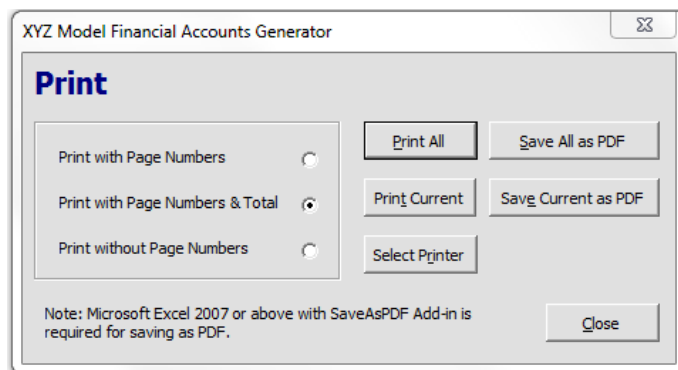 XYZ Model Financial Accounts Generator
Print
Print with Page Numbers
Print with Page Numbers & Total
Print without Page Numbers
Print All
Save All as PDF
Print Current
Save Current as PDF
Select Printer
Note: Microsoft Excel 2007 or above with SaveAsPDF Add-in is
required for saving as PDF.
Close